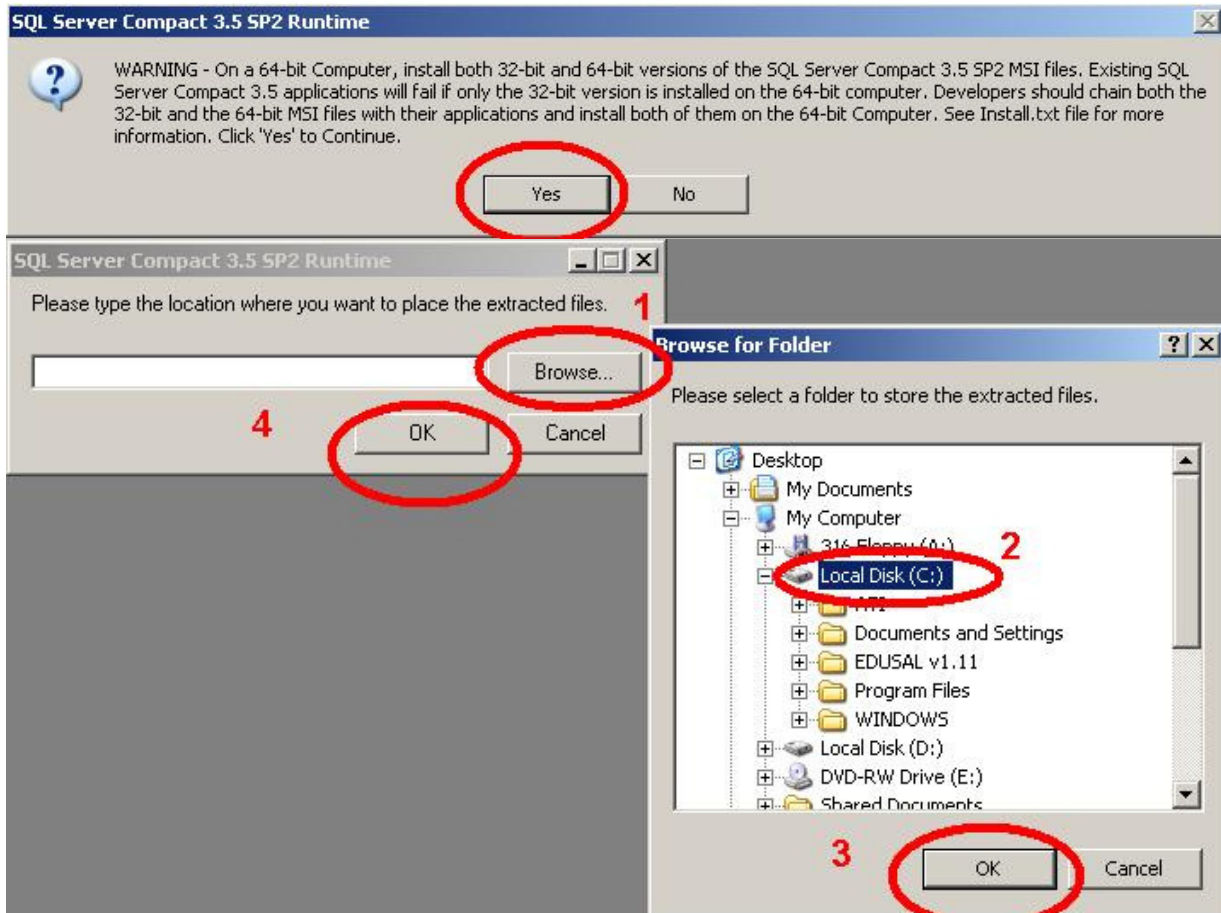 SQL Server Compact 3.5 SP2 Runtime
WARNING - On a 64-bit Computer, install both 32-bit and 64-bit versions of the SQL Server Compact 3.5 SP2 MSI files. Existing SQL
Server Compact 3.5 applications will fail if only the 32-bit version is installed on the 64-bit computer. Developers should chain both the
32-bit and the 64-bit MSI files with their applications and install both of them on the 64-bit Computer. See Install.txt file for more
information. Click 'Yes' to Continue.
Yes No
SQL Server Compact 3.5 SP2 Runtime
Please type the location where you want to place the extracted files.
1
Browse...
4
OK Cancel
Browse for Folder
Please select a folder to store the extracted files.
Desktop
My Documents
My Computer
316 Floppy (A:)
2
Local Disk (C:)
ATI
Documents and Settings
EDUSAL v1.11
Program Files
WINDOWS
Local Disk (D:)
DVD-RW Drive (E:)
Shared Documents
3
OK Cancel